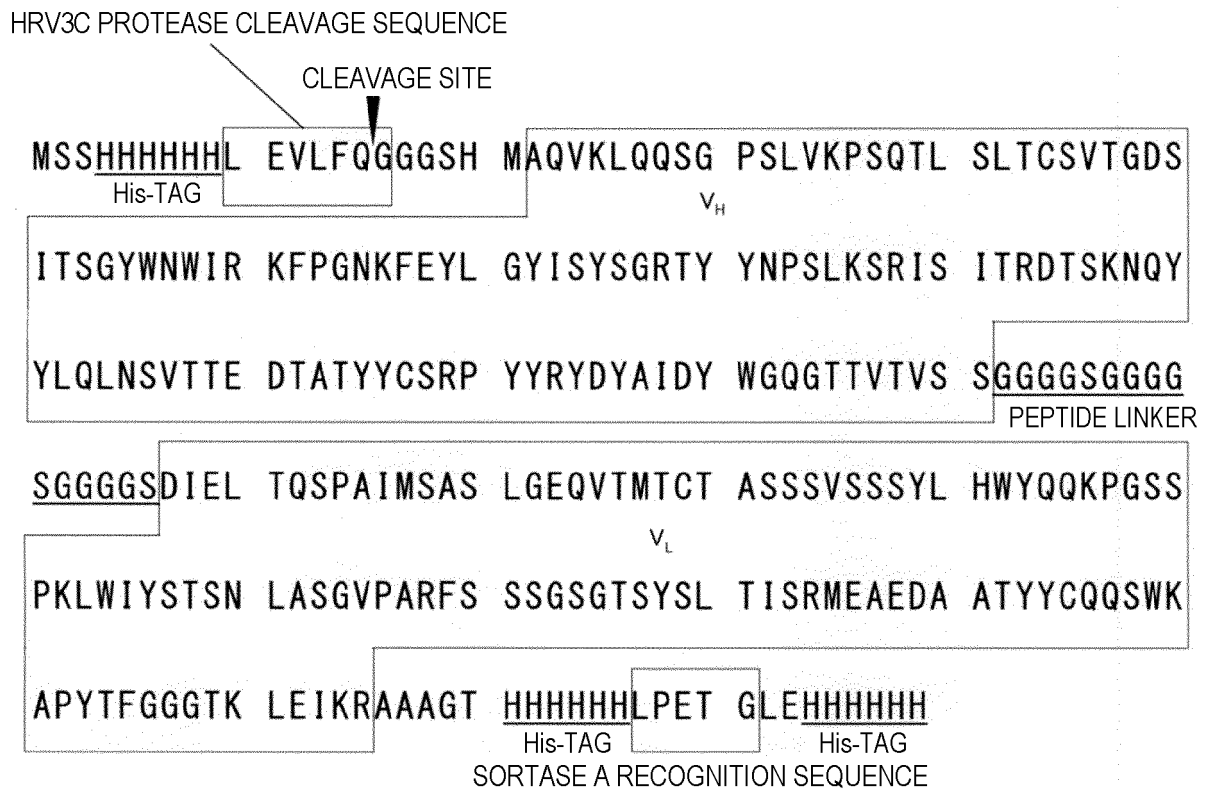 HRV3C PROTEASE CLEAVAGE SEQUENCE
CLEAVAGE SITE
MSSHHHHHHL EVLFQGGGSH MAQVKLQQSG PSLVKPSQTL SLTCSVTGDS
His-TAG
VH
ITSGYWNWIR KFPGNKFEYL GYISYSGRTY YNPSLKSRIS ITRDTSKNQY
YLQLNSVTTE DTATYYCSRP YYRYDYAIDY WGQGTTVTVS SGGGGSGGGG
PEPTIDE LINKER
SGGGGSDIEL TQSPAIMSAS LGEQVTMTCT ASSSVSSSYL HWYQQKPGSS
VL
PKLWIYSTSN LASGVPARFS SSGSGTSYSL TISRMEAEDA ATYYCQQSWK
APYTFGGGTK LEIKRAAAGT HHHHHHLPET GLEHHHHHH
His-TAG His-TAG
SORTASE A RECOGNITION SEQUENCE